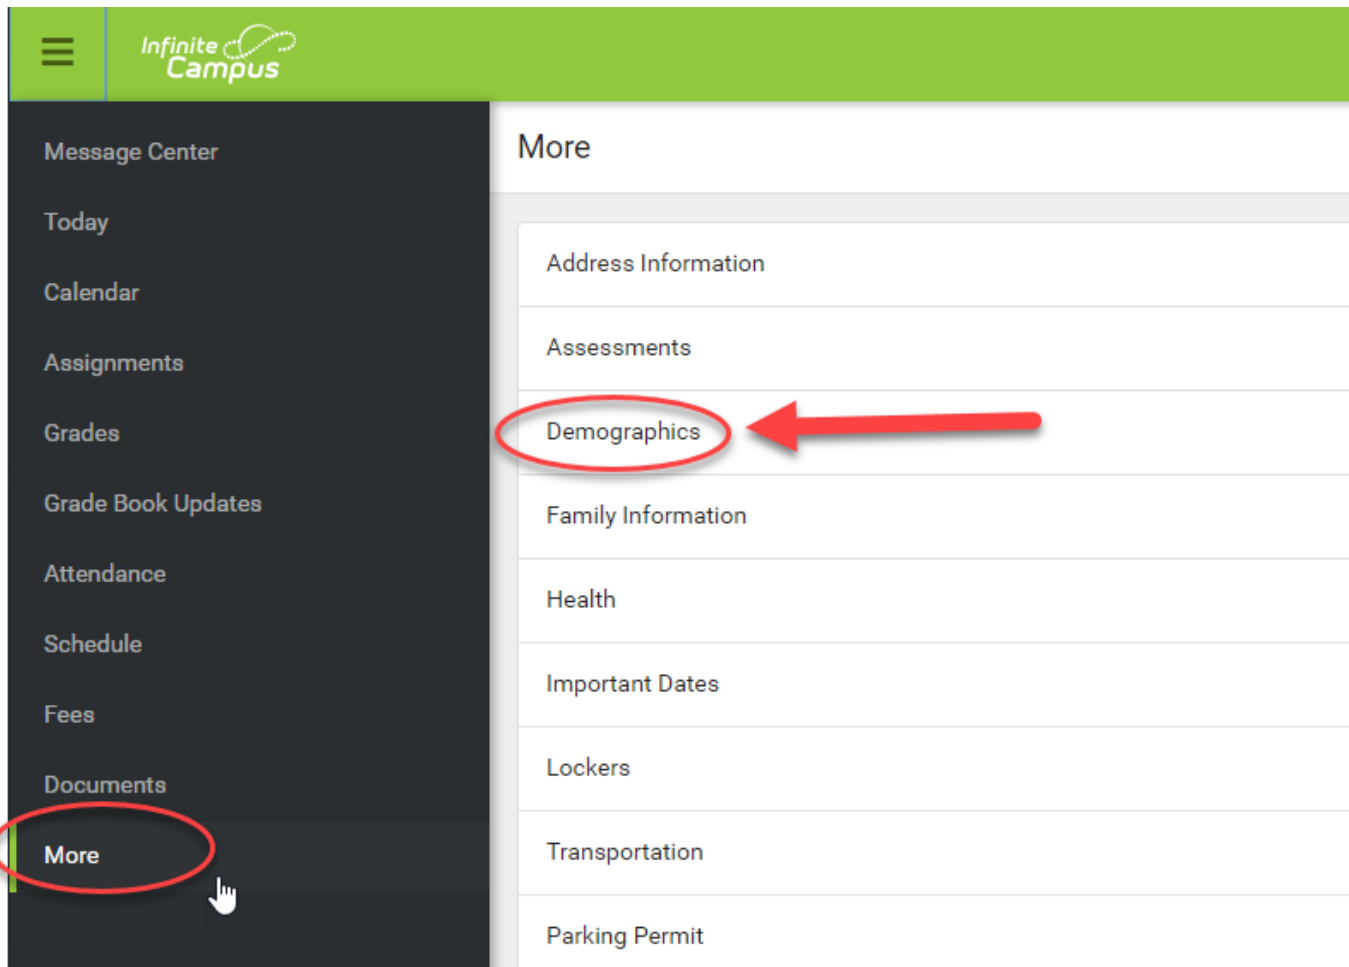 Infinite
Campus
Message Center
Today
Calendar
Assignments
Grades
Grade Book Updates
Attendance
Schedule
Fees
Documents
More
More
Address Information
Assessments
Demographics
Family Information
Health
Important Dates
Lockers
Transportation
Parking Permit